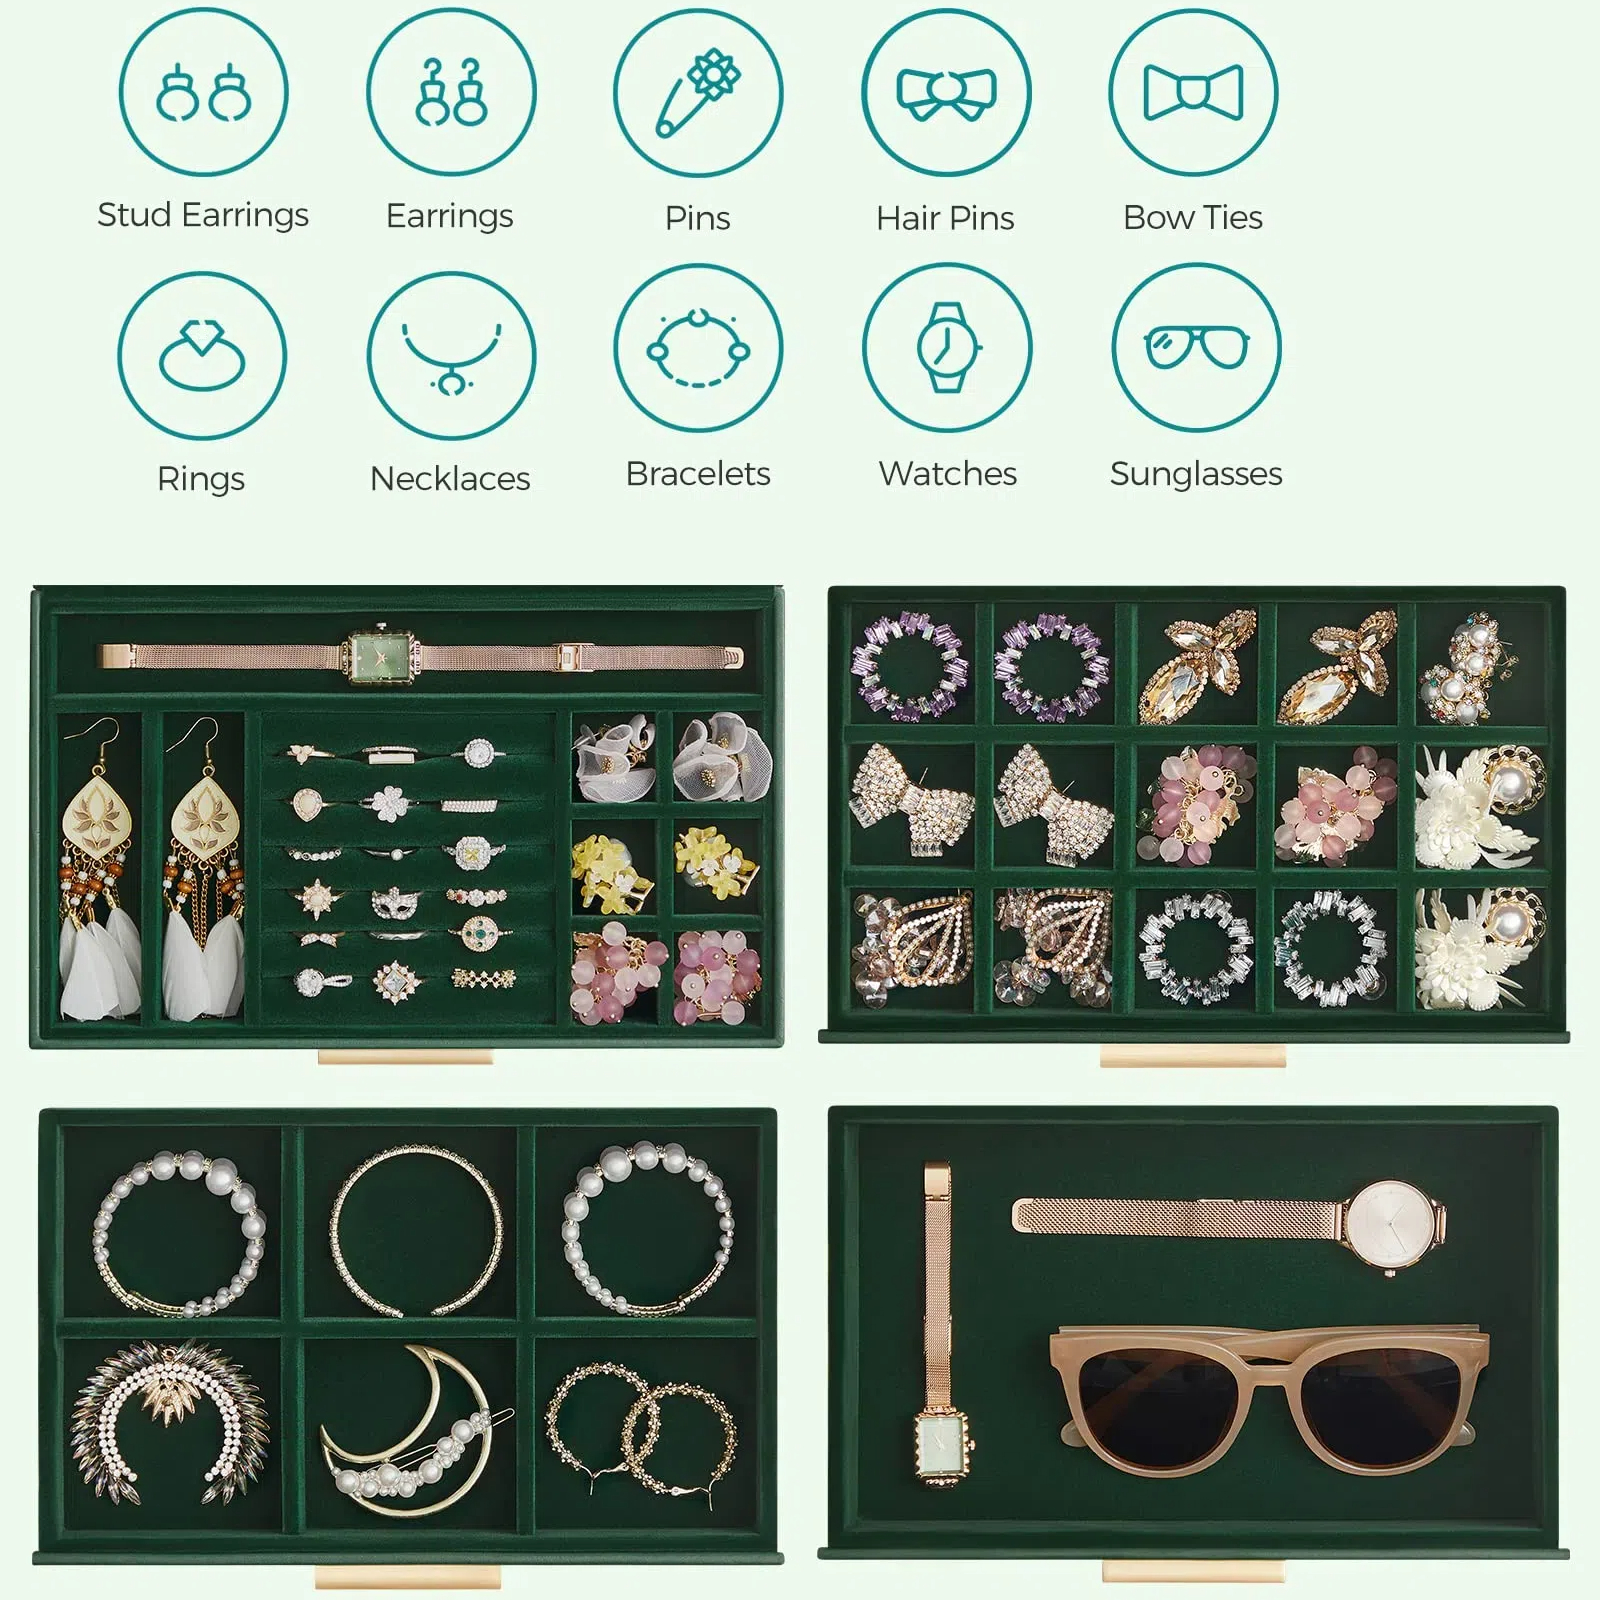 Stud Earrings
Earrings
Pins
Hair Pins
Bow Ties
Rings
Necklaces
Bracelets
Watches
Sunglasses